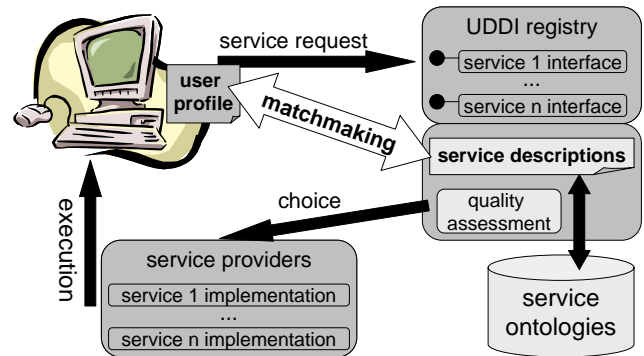 service request
UDDI registry
service 1 interface
...
service n interface
user
profile
matchmaking
service descriptions
quality
assessment
choice
execution
service providers
service 1 implementation
...
service n implementation
service
ontologies